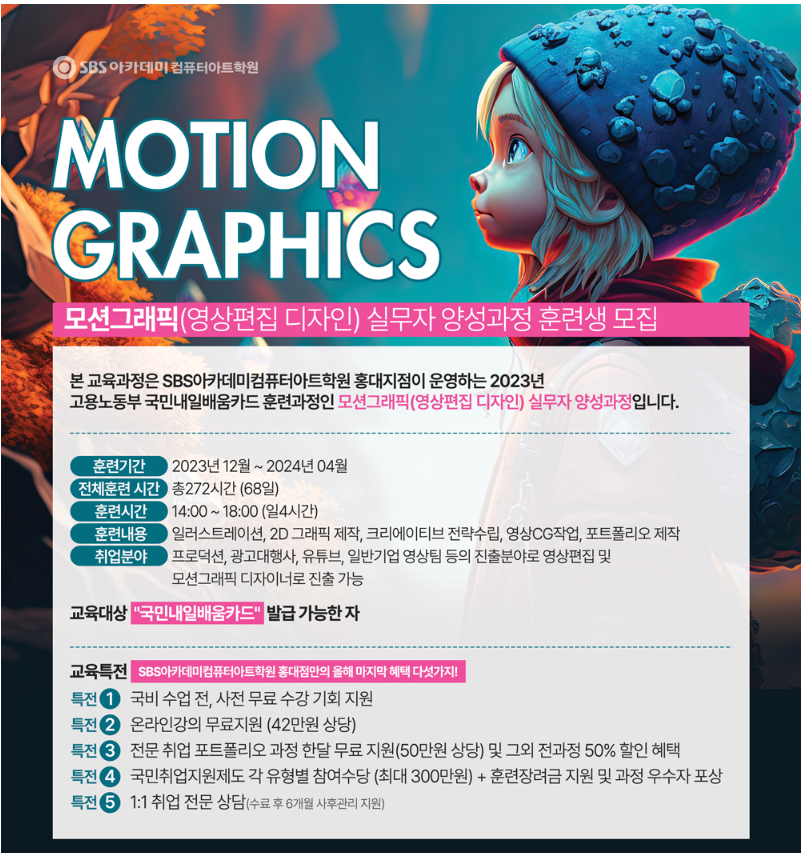 SBS 아카데미 컴퓨터아트학원
MOTION
GRAPHICS
모션그래픽(영상편집 디자인) 실무자 양성과정 훈련생 모집
본 교육과정은 SBS아카데미컴퓨터아트학원 홍대지점이 운영하는 2023년
고용노동부 국민내일배움카드 훈련과정인 모션그래픽(영상편집 디자인) 실무자 양성과정입니다.
훈련기간 2023년 12월 ~ 2024년 04월
전체훈련 시간 총272시간 (68일)
훈련시간 14:00 ~ 18:00 (일4시간)
훈련내용 일러스트레이션, 2D 그래픽 제작, 크리에이티브 전략수립, 영상CG작업, 포트폴리오 제작
취업분야 프로덕션, 광고대행사, 유튜브, 일반기업 영상팀 등의 진출분야로 영상편집 및
모션그래픽 디자이너로 진출 가능
교육대상 "국민내일배움카드" 발급 가능한 자
교육특전 SBS아카데미컴퓨터아트학원 홍대점만의 올해 마지막 혜택 다섯가지!
특전 1 국비 수업 전, 사전 무료 수강 기회 지원
특전 2 온라인강의 무료지원 (42만원 상당)
특전 3 전문 취업 포트폴리오 과정 한달 무료 지원(50만원 상당) 및 그외 전과정 50% 할인 혜택
특전 4 국민취업지원제도 각 유형별 참여수당 (최대 300만원) + 훈련장려금 지원 및 과정 우수자 포상
특전 5 1:1 취업 전문 상담(수료 후 6개월 사후관리 지원)